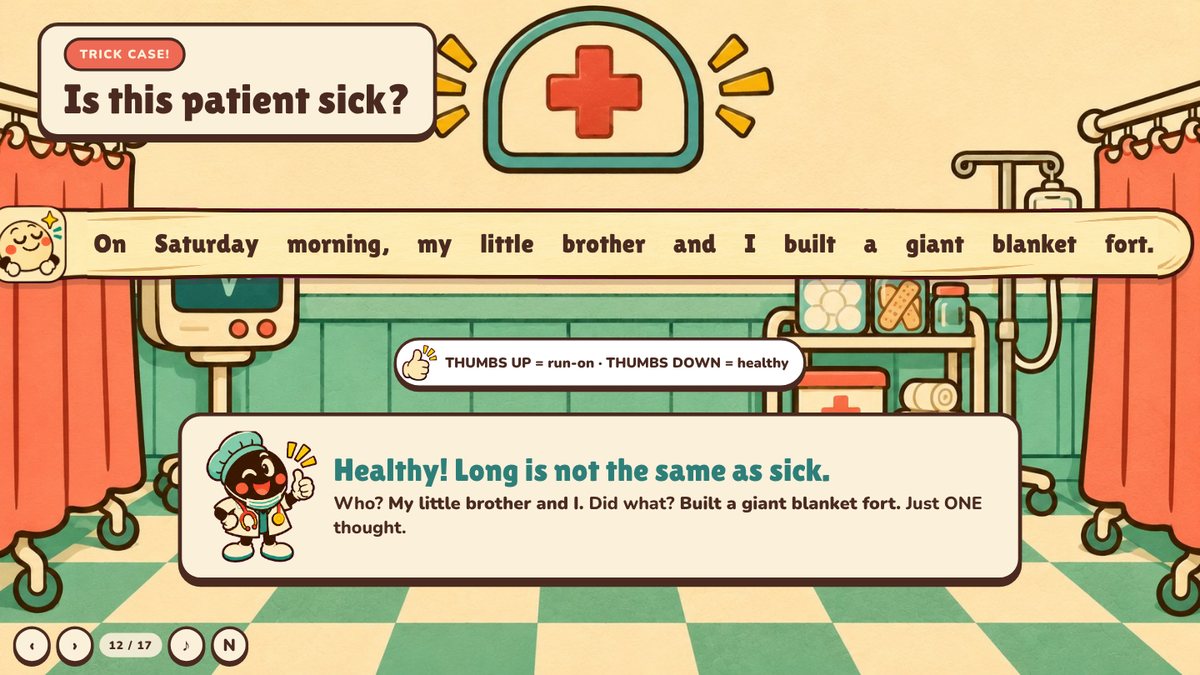 TRICK CASE!
Is this patient sick?
On Saturday morning, my little brother and I built a giant blanket fort.
THUMBS UP = run-on · THUMBS DOWN = healthy
Healthy! Long is not the same as sick.
Who? My little brother and I. Did what? Built a giant blanket fort. Just ONE
thought.
‹ › 12 / 17 ♪ N